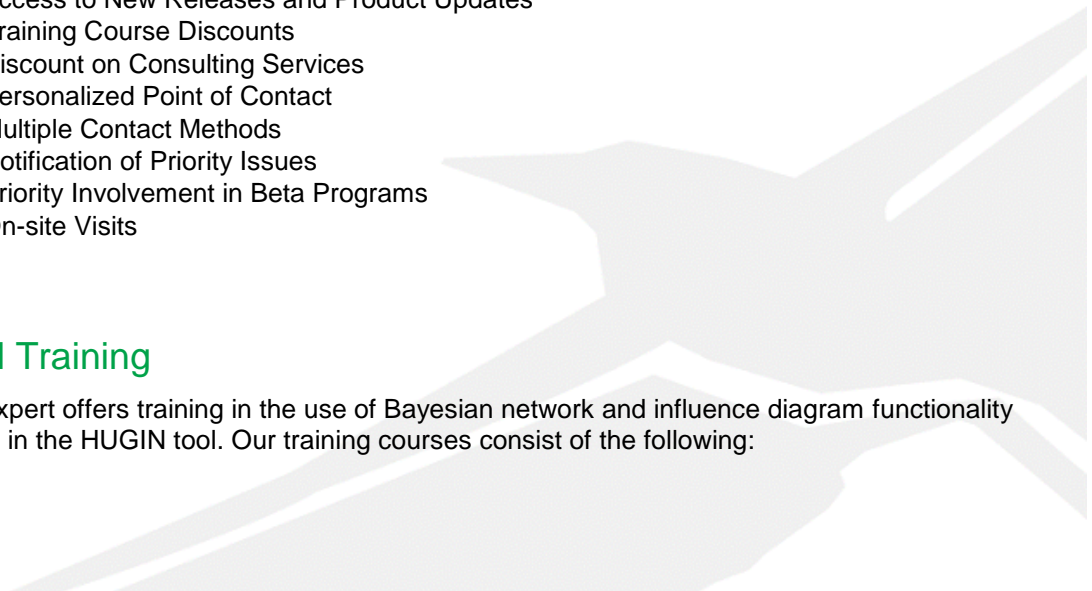 ccess to New Releases and Product Updates
raining Course Discounts
iscount on Consulting Services
ersonalized Point of Contact
ultiple Contact Methods
otification of Priority Issues
riority Involvement in Beta Programs
n-site Visits
Training
xpert offers training in the use of Bayesian network and influence diagram functionality
in the HUGIN tool. Our training courses consist of the following: